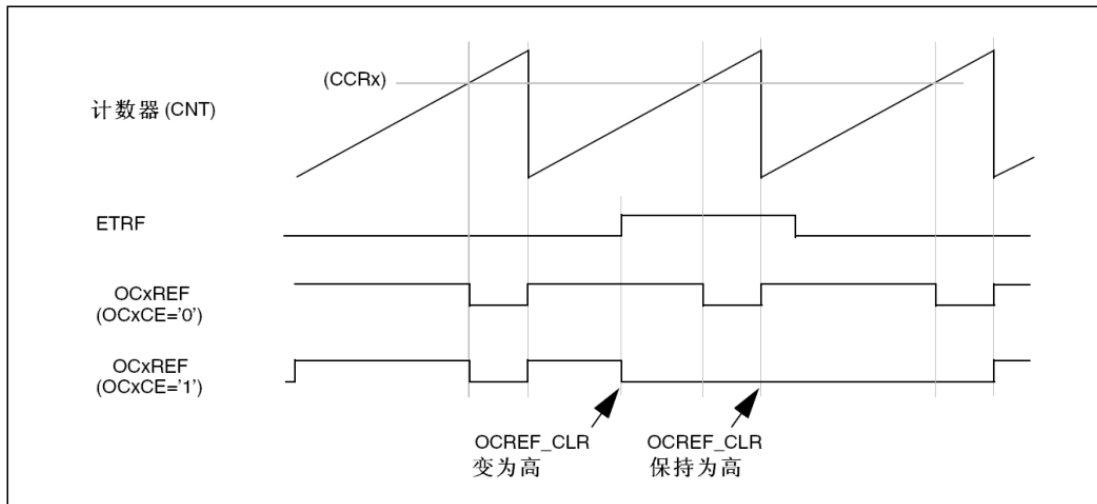 (CCRx)
计数器 (CNT)
ETRF
OCxREF
(OCxCE='0')
OCxREF
(OCxCE='1')
OCREF_CLR
变为高
OCREF_CLR
保持为高